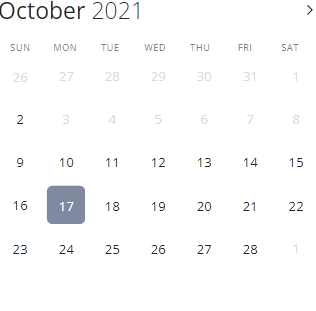 October 2021
SUN MON TUE WED THU FRI SAT
26 27 28 29 30 31 1
2 3 4 5 6 7 8
9 10 11 12 13 14 15
16 17 18 19 20 21 22
23 24 25 26 27 28 1